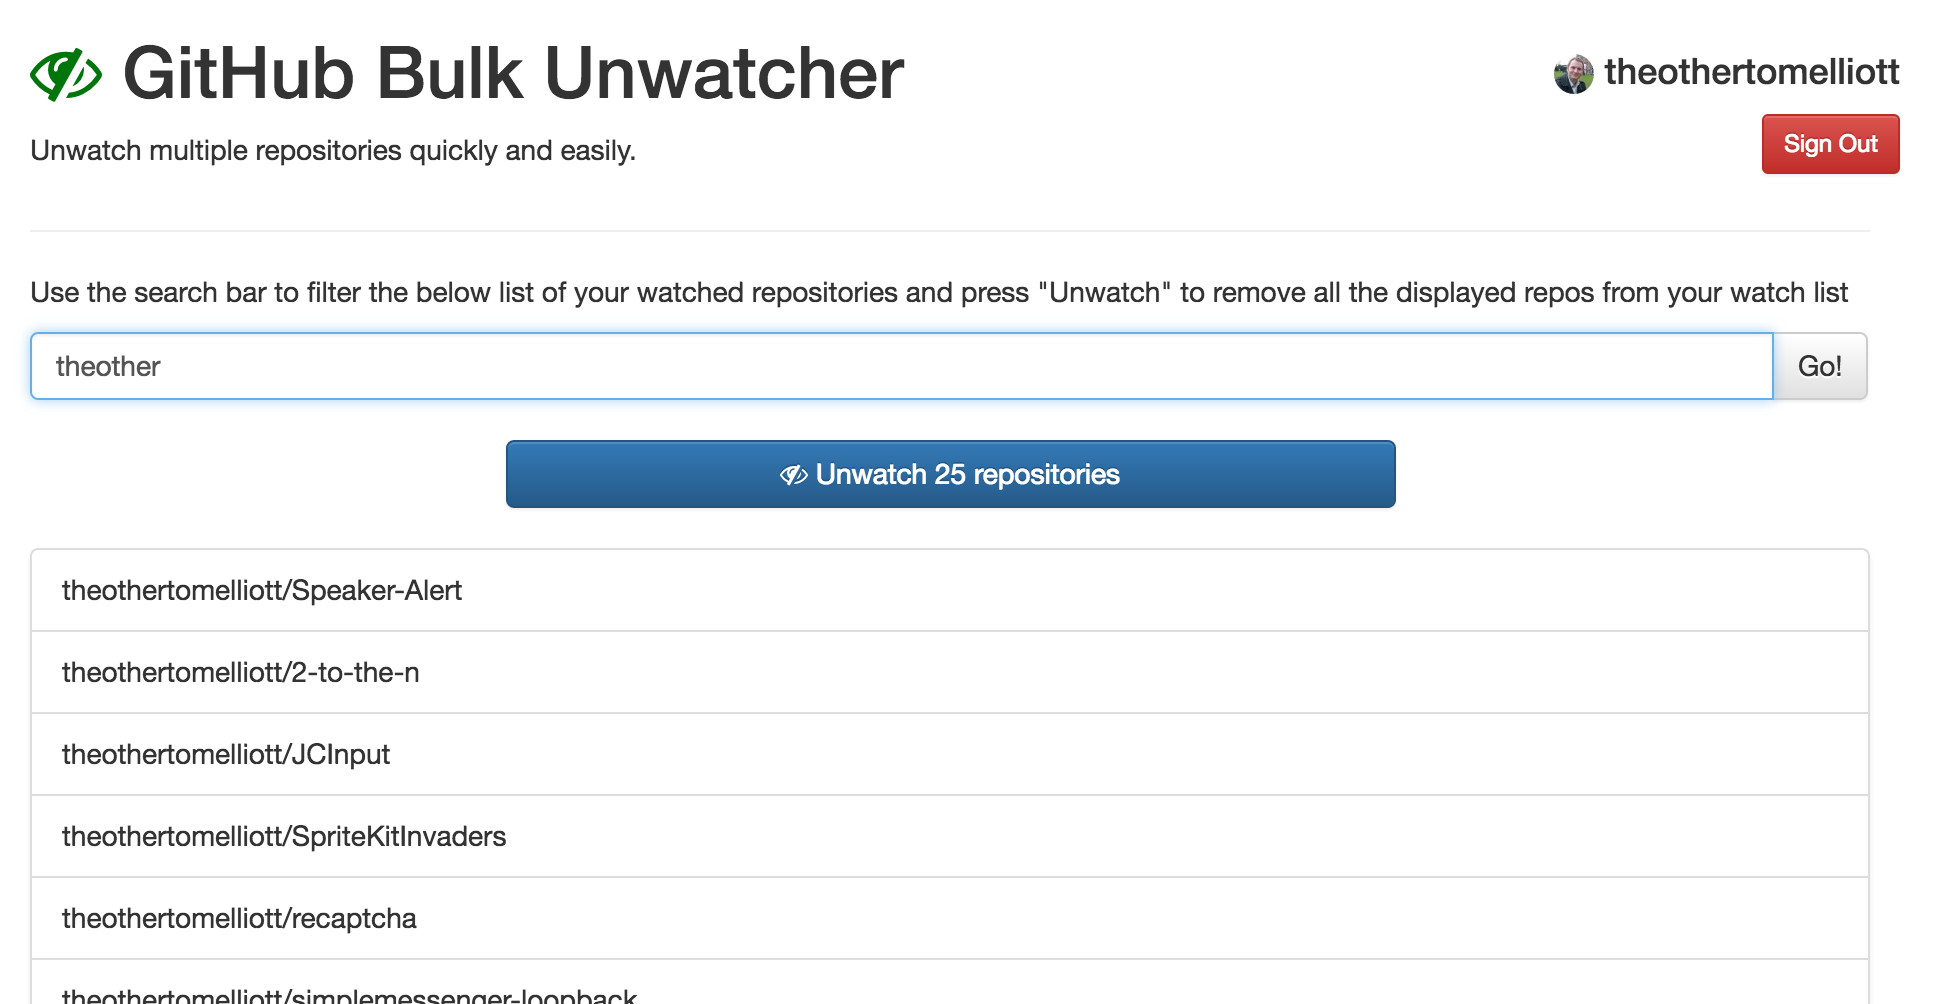 GitHub Bulk Unwatcher
theothertomelliott
Unwatch multiple repositories quickly and easily.
Sign Out
Use the search bar to filter the below list of your watched repositories and press "Unwatch" to remove all the displayed repos from your watch list
theother
Go!
Unwatch 25 repositories
theothertomelliott/Speaker-Alert
theothertomelliott/2-to-the-n
theothertomelliott/JCInput
theothertomelliott/SpriteKitInvaders
theothertomelliott/recaptcha
theothertomelliott/simplemessenger-loopback